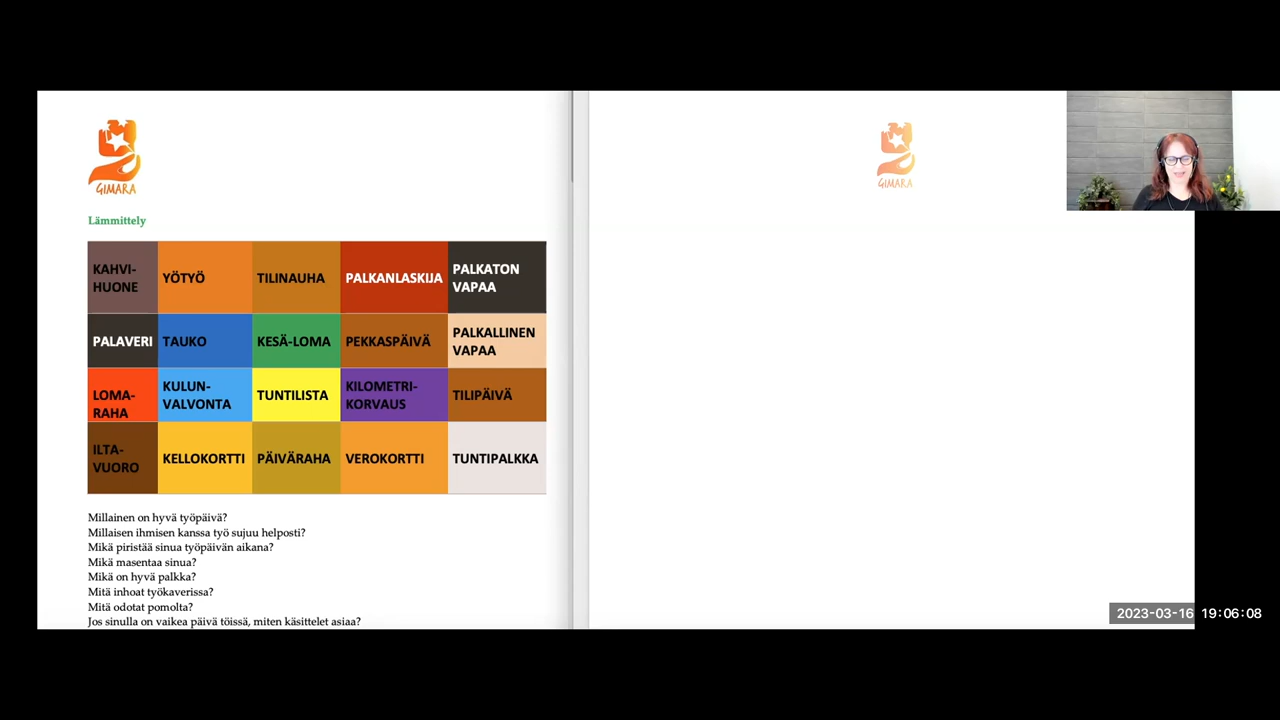 GIMARA
GIMARA
Lämmittely
KAHVI-
HUONE
YÖTYÖ
TILINAUHA
PALKANLASKIJA
PALKATON
VAPAA
PALAVERI
TAUKO
KESÄ-LOMA
PEKKASPÄIVÄ
PALKALLINEN
VAPAA
LOMA-
RAHA
KULUN-
VALVONTA
TUNTILISTA
KILOMETRI-
KORVAUS
TILIPÄIVÄ
ILTA-
VUORO
KELLOKORTTI
PÄIVÄRAHA
VEROKORTTI
TUNTIPALKKA
Millainen on hyvä työpäivä?
Millaisen ihmisen kanssa työ sujuu helposti?
Mikä piristää sinua työpäivän aikana?
Mikä masentaa sinua?
Mikä on hyvä palkka?
Mitä inhoat työkaverissa?
Mitä odotat pomolta?
Jos sinulla on vaikea päivä töissä, miten käsittelet asiaa?
2023-03-16 19:06:08